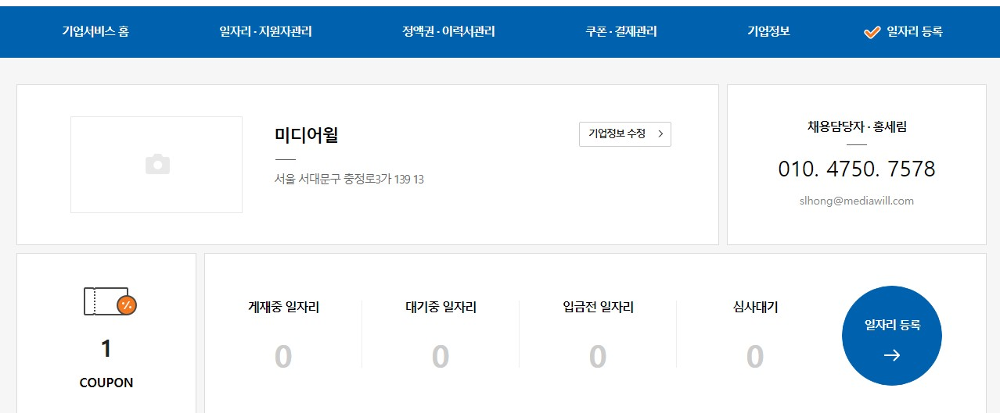 기업서비스 홈
일자리 · 지원자관리
정액권 · 이력서관리
쿠폰 · 결제관리
기업정보
일자리 등록
미디어윌
기업정보 수정
서울 서대문구 충정로3가 139 13
채용담당자 · 홍세림
010. 4750. 7578
slhong@mediawill.com
1
COUPON
게재중 일자리
0
대기중 일자리
0
입금전 일자리
0
심사대기
0
일자리 등록